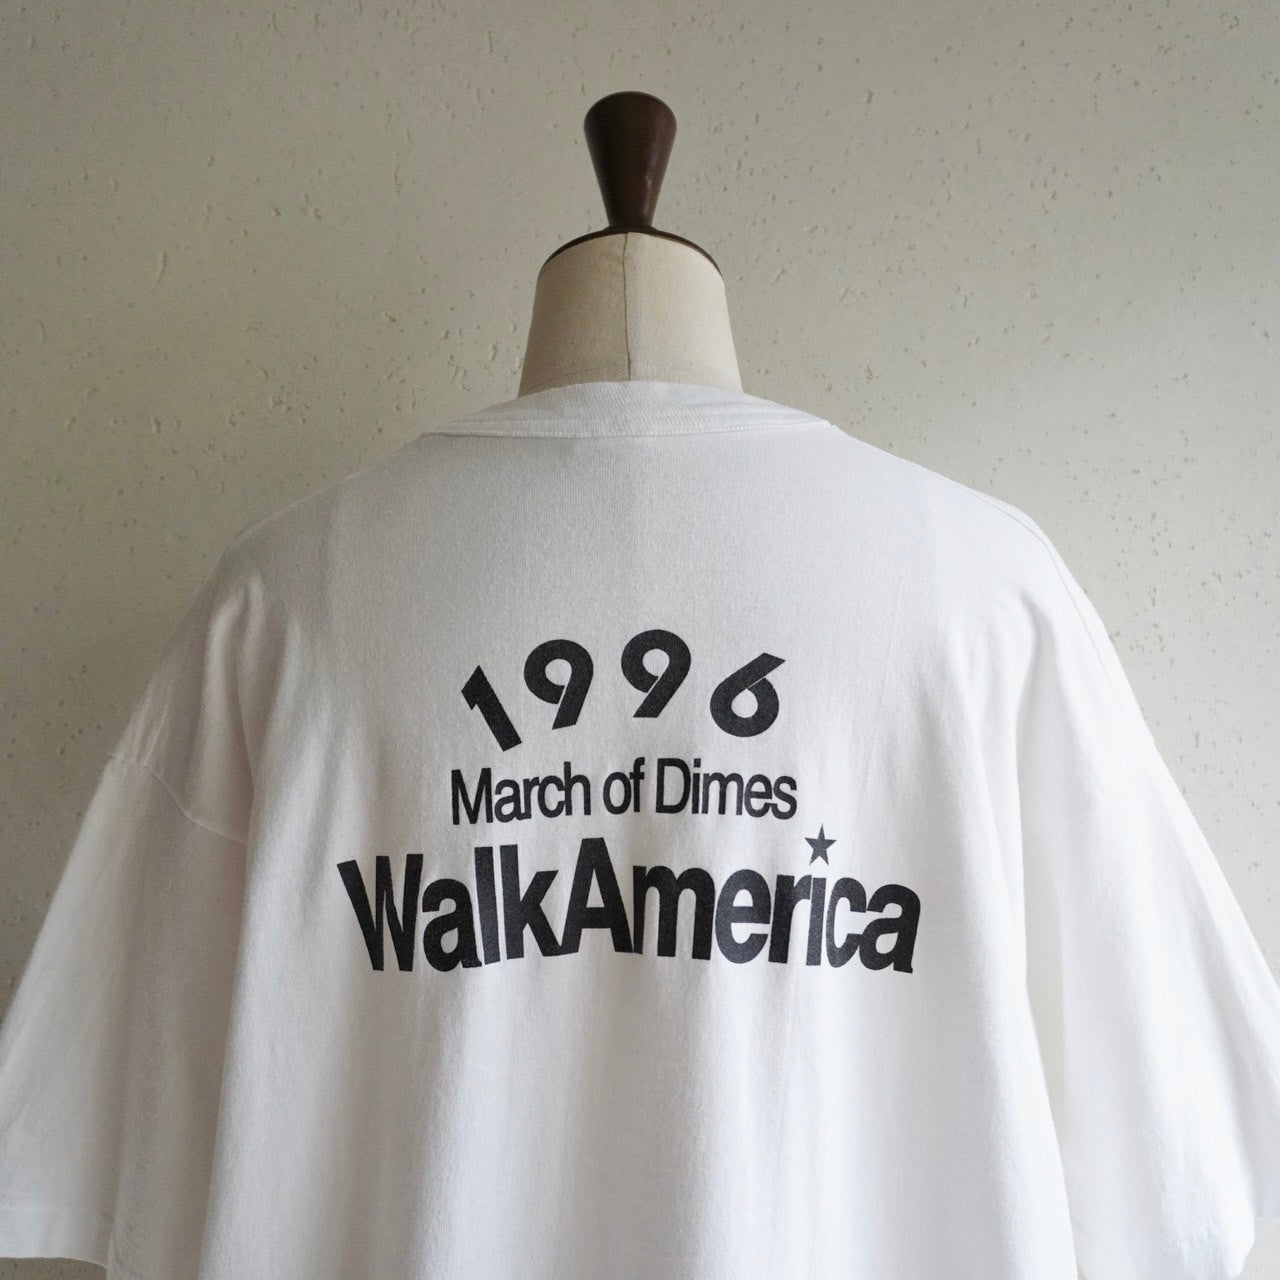 1996
March of Dimes
WalkAmerica